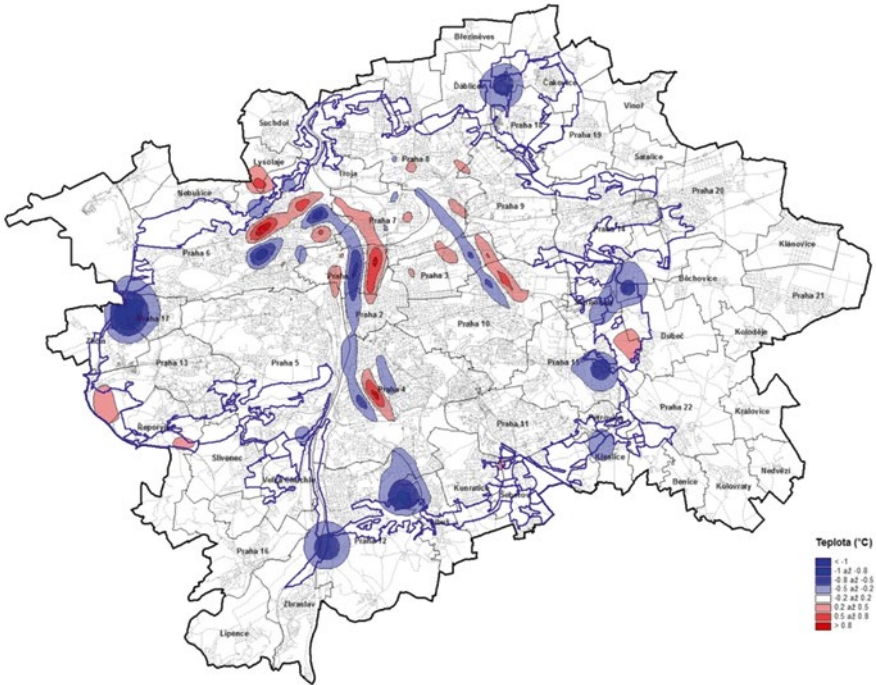 Březiněves
Ďáblice
Čakovice
Vinoř
Suchdol
Praha 18
Praha 19
Lysolaje
Troja
Praha 8
Satalice
Nebušice
Praha 7
Praha 9
Praha 20
Praha 14
Klánovice
Praha 6
Praha 3
Běchovice
Praha 21
Praha 17
Praha 2
Praha 10
Zličín
Dubeč
Koloděje
Praha 13
Praha 5
Praha 15
Praha 4
Praha 22
Královice
Řeporyje
Praha 11
Slivenec
Křeslice
Nedvězí
Kunratice
Šeberov
Benice
Kolovraty
Praha 12
Praha 16
Zbraslav
Lipence
Teplota (°C)
< -1
-1 až -0.8
-0.8 až -0.5
-0.5 až -0.2
-0.2 až 0.2
0.2 až 0.5
0.5 až 0.8
> 0.8